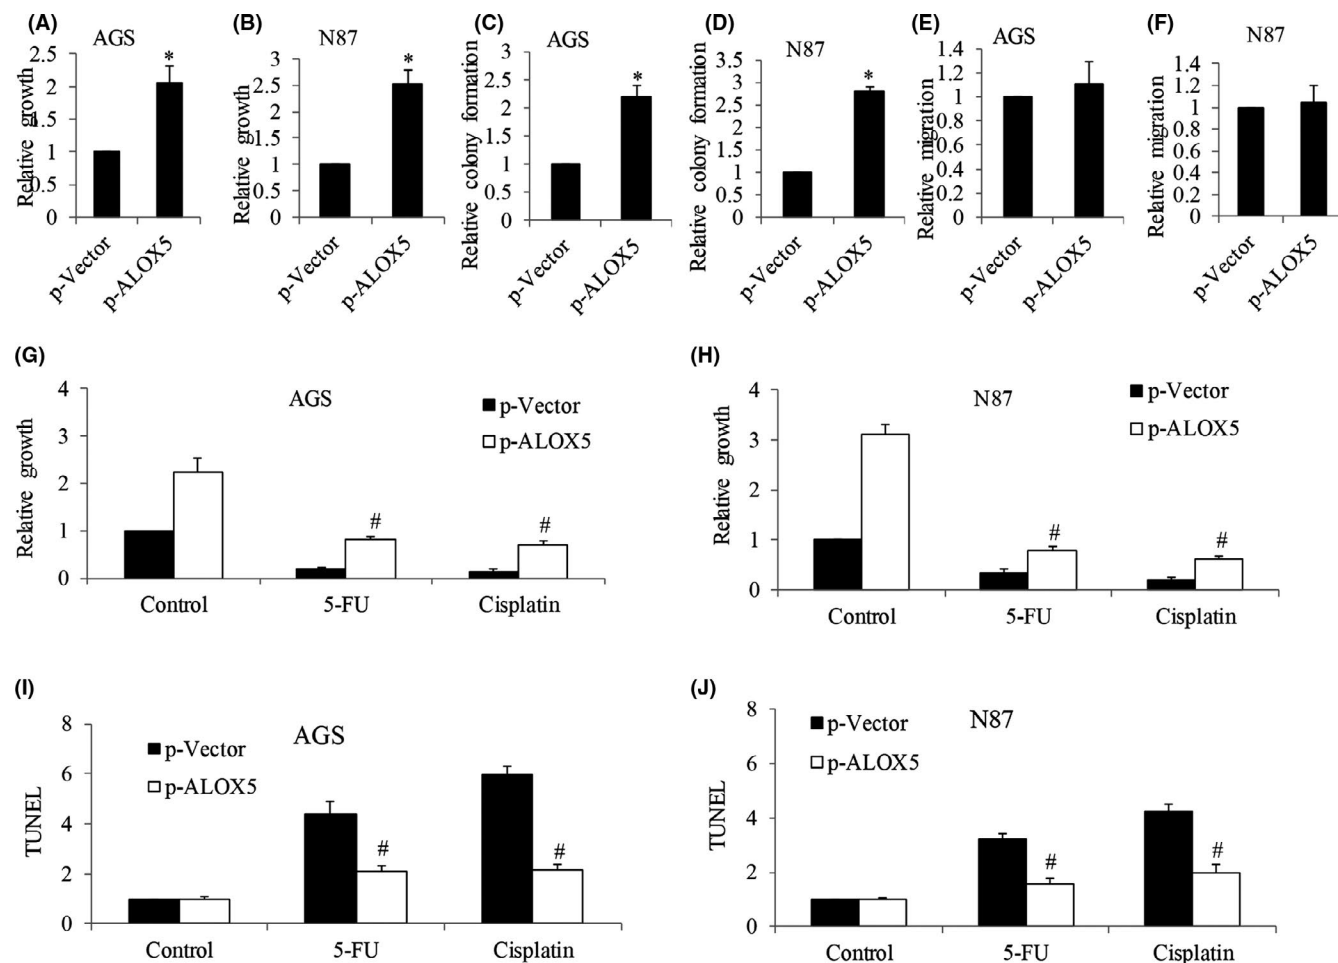 (A)
AGS
*
Relative growth
2.5
2
1.5
1
0.5
0
p-Vector
p-ALOX5
(B)
N87
*
Relative growth
3
2.5
2
1.5
1
0.5
0
p-Vector
p-ALOX5
(C)
AGS
*
Relative colony formation
3
2.5
2
1.5
1
0.5
0
p-Vector
p-ALOX5
(D)
N87
*
Relative colony formation
3.5
3
2.5
2
1.5
1
0.5
0
p-Vector
p-ALOX5
(E)
AGS
Relative migration
1.4
1.2
1
0.8
0.6
0.4
0.2
0
p-Vector
p-ALOX5
(F)
N87
Relative migration
1.4
1.2
1
0.8
0.6
0.4
0.2
0
p-Vector
p-ALOX5
(G)
AGS
p-Vector
p-ALOX5
Relative growth
4
3
2
1
0
#
#
Control 5-FU Cisplatin
(H)
N87
p-Vector
p-ALOX5
Relative growth
4
3
2
1
0
#
#
Control 5-FU Cisplatin
(I)
AGS
p-Vector
p-ALOX5
TUNEL
8
6
4
2
0
#
#
Control 5-FU Cisplatin
(J)
N87
p-Vector
p-ALOX5
TUNEL
8
6
4
2
0
#
#
Control 5-FU Cisplatin